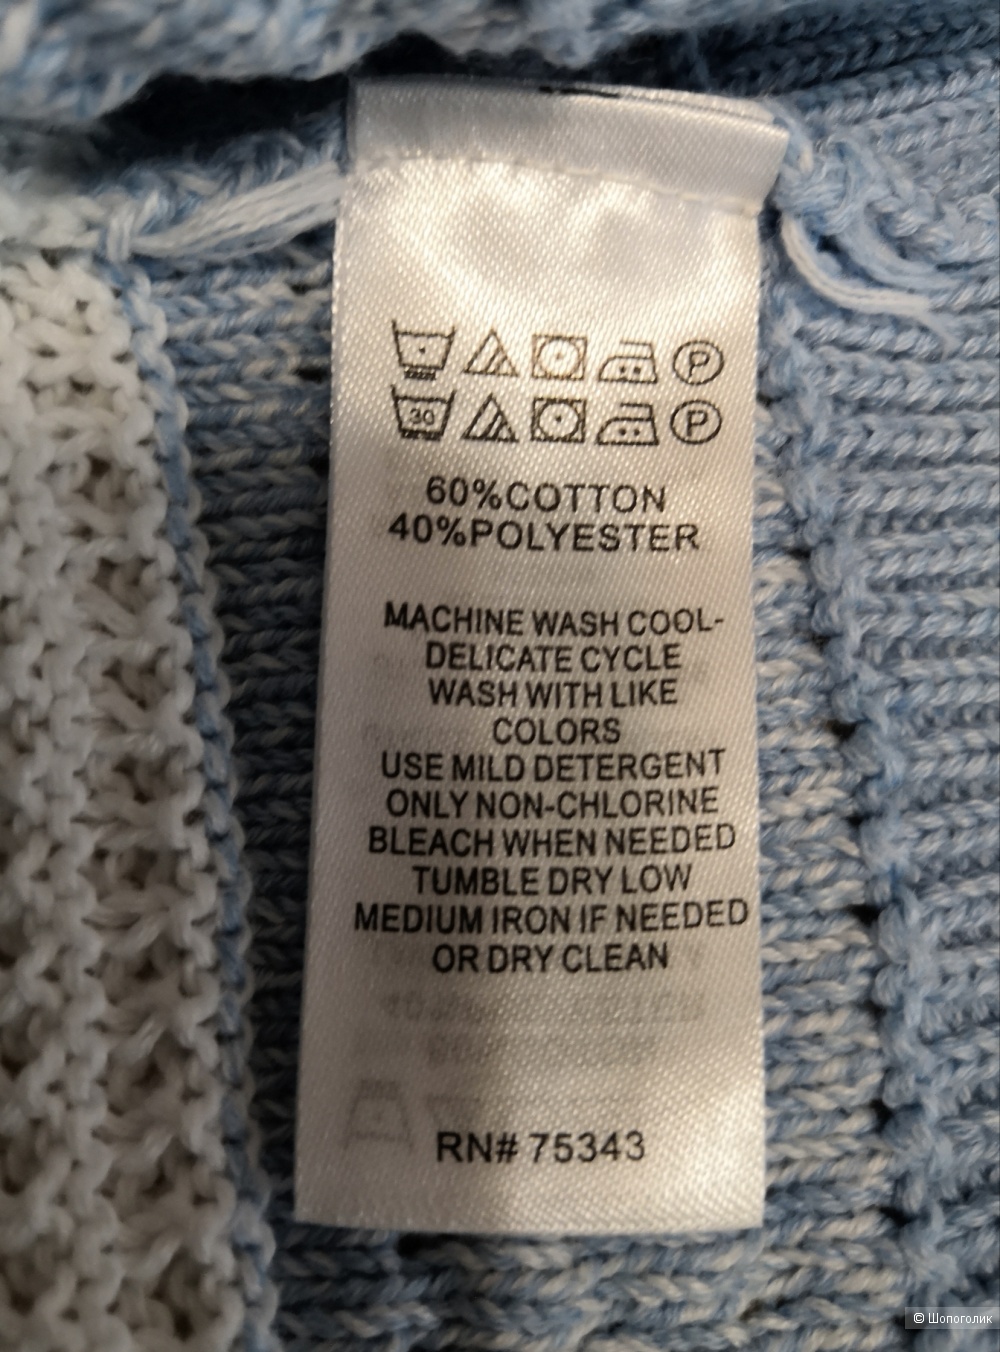 P
30 P
60%COTTON
40%POLYESTER
MACHINE WASH COOL-
DELICATE CYCLE
WASH WITH LIKE
COLORS
USE MILD DETERGENT
ONLY NON-CHLORINE
BLEACH WHEN NEEDED
TUMBLE DRY LOW
MEDIUM IRON IF NEEDED
OR DRY CLEAN
RN# 75343
© Шопоголик